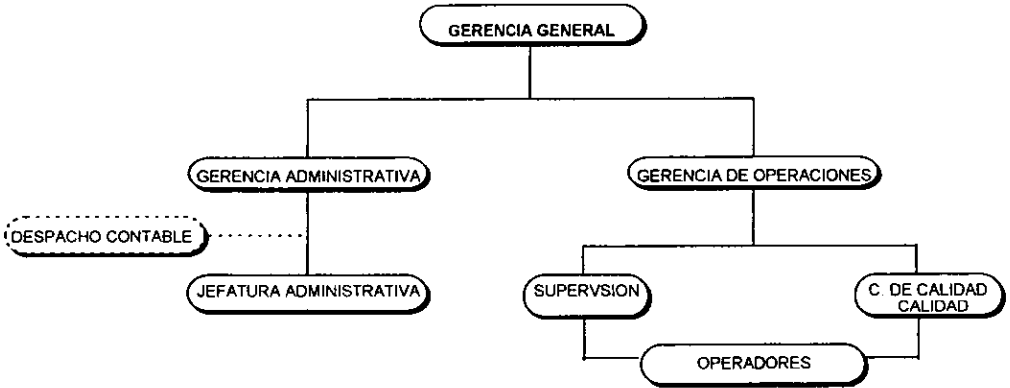 GERENCIA GENERAL
GERENCIA ADMINISTRATIVA
GERENCIA DE OPERACIONES
DESPACHO CONTABLE
JEFATURA ADMINISTRATIVA
SUPERVSION
C. DE CALIDAD
CALIDAD
OPERADORES